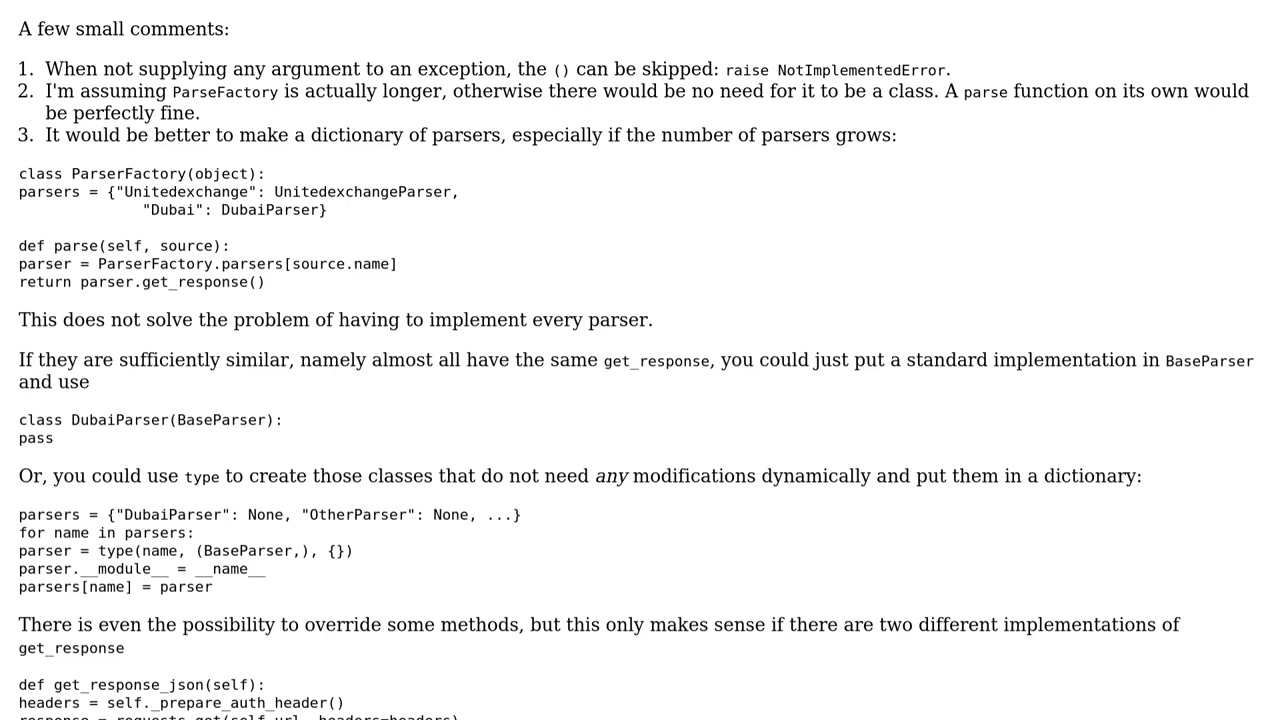 A few small comments:
1. When not supplying any argument to an exception, the () can be skipped: raise NotImplementedError.
2. I'm assuming ParseFactory is actually longer, otherwise there would be no need for it to be a class. A parse function on its own would
be perfectly fine.
3. It would be better to make a dictionary of parsers, especially if the number of parsers grows:
class ParserFactory(object):
parsers = {"Unitedexchange": UnitedexchangeParser,
"Dubai": DubaiParser}
def parse(self, source):
parser = ParserFactory.parsers[source.name]
return parser.get_response()
This does not solve the problem of having to implement every parser.
If they are sufficiently similar, namely almost all have the same get_response, you could just put a standard implementation in BaseParser
and use
class DubaiParser(BaseParser):
pass
Or, you could use type to create those classes that do not need any modifications dynamically and put them in a dictionary:
parsers = {"DubaiParser": None, "OtherParser": None, ...}
for name in parsers:
parser = type(name, (BaseParser,), {})
parser.__module__ = __name__
parsers[name] = parser
There is even the possibility to override some methods, but this only makes sense if there are two different implementations of
get_response
def get_response_json(self):
headers = self._prepare_auth_header()
response = requests.get(self.url, headers=headers)